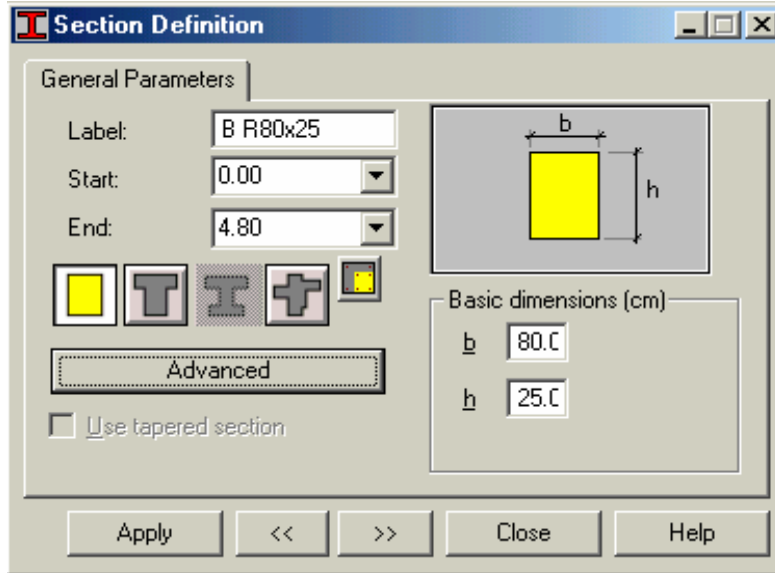 Section Definition
General Parameters
Label: B R80x25
Start: 0.00
End: 4.80
b
h
Basic dimensions (cm)
b 80.0
h 25.0
Advanced
Use tapered section
Apply << >> Close Help